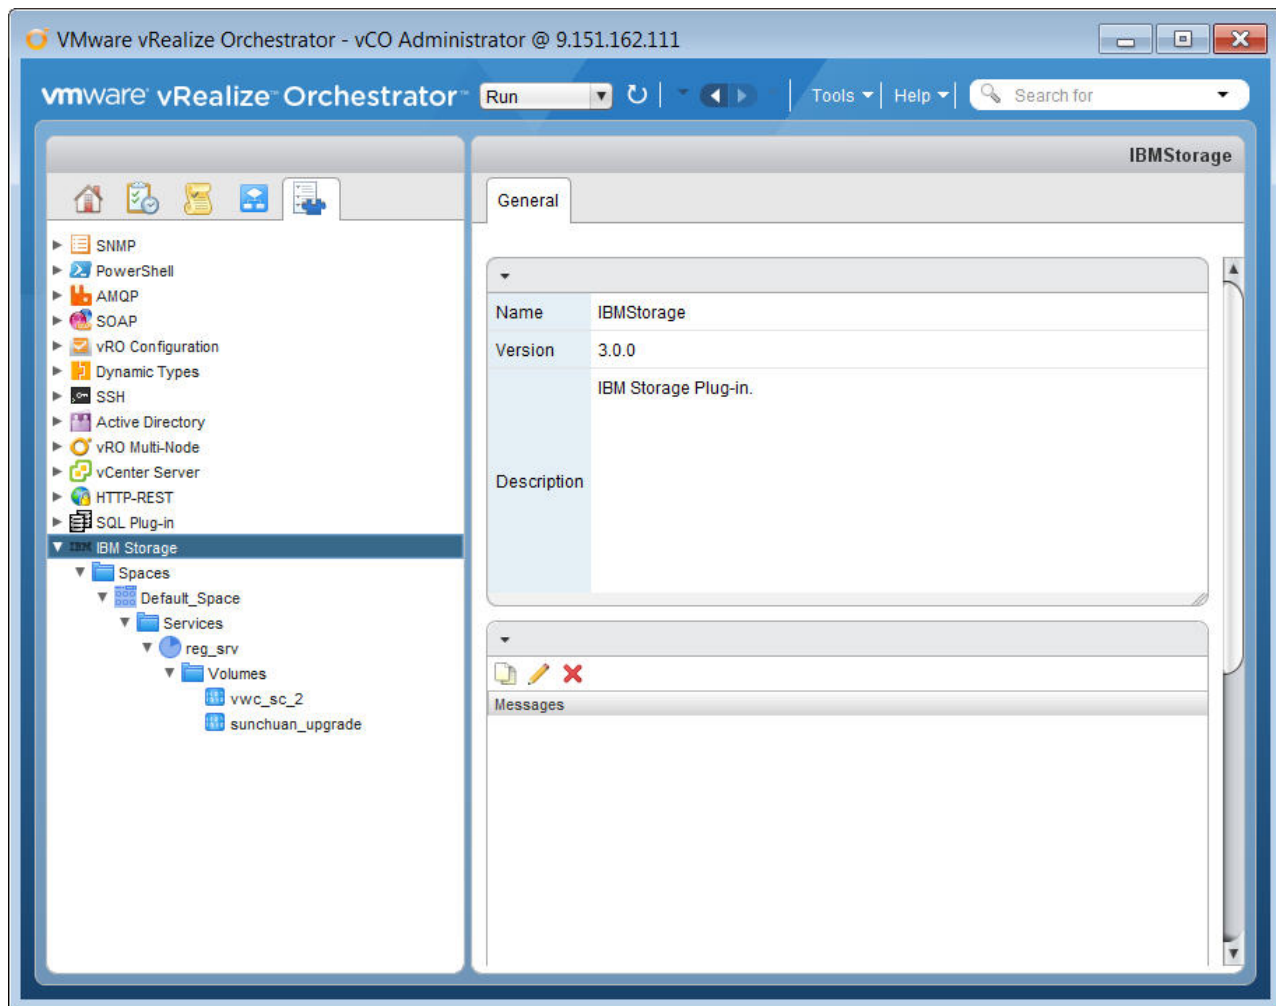 VMware vRealize Orchestrator - vCO Administrator @ 9.151.162.111
vmware vRealize™ Orchestrator™ Run Tools Help Search for
IBMStorage
General
SNMP
PowerShell
AMQP
SOAP
vRO Configuration
Dynamic Types
SSH
Active Directory
vRO Multi-Node
vCenter Server
HTTP-REST
SQL Plug-in
IBM IBM Storage
Spaces
Default_Space
Services
reg_srv
Volumes
vwc_sc_2
sunchuan_upgrade
Name IBMStorage
Version 3.0.0
Description IBM Storage Plug-in.
Messages